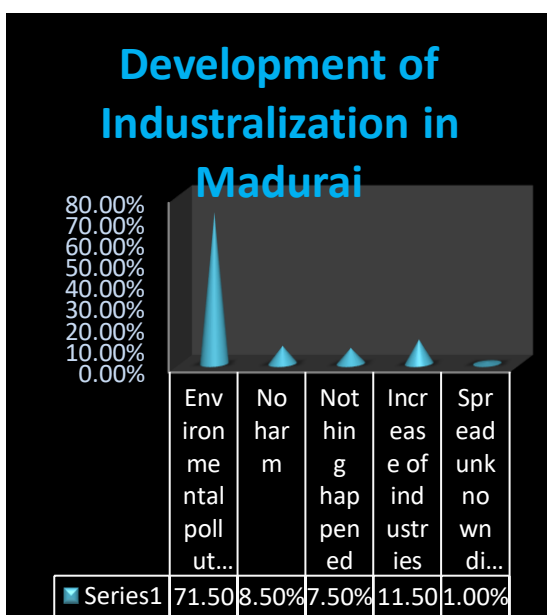 Development of
Industralization in
Madurai
80.00%
70.00%
60.00%
50.00%
40.00%
30.00%
20.00%
10.00%
0.00%
Env
iron
me
ntal
poll
ut...
No
har
m
Not
hin
g
hap
pen
ed
Incr
eas
e of
ind
ustr
ies
Spr
ead
unk
no
wn
di...
Series1 71.50 8.50% 7.50% 11.50 1.00%